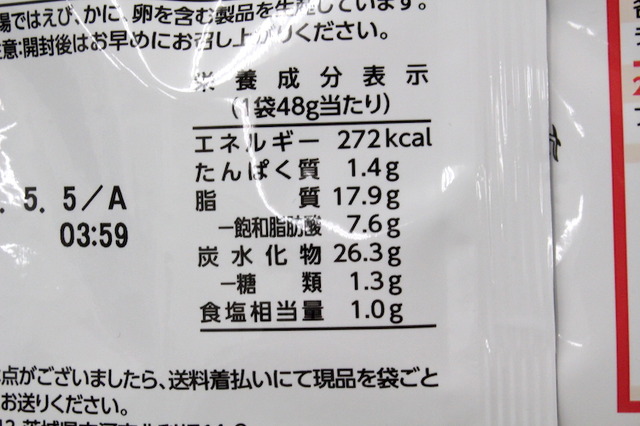 場ではえび、かに、卵を含む製品を生産しています。
注意:開封後はお早めにお召し上がりください。
栄養成分表示
(1袋48g当たり)
エネルギー 272kcal
たんぱく質 1.4g
脂質 17.9g
－飽和脂肪酸 7.6g
炭水化物 26.3g
－糖類 1.3g
食塩相当量 1.0g
. 5. 5/A
03:59
点がございましたら、送料着払いにて現品を袋ごと
お送りください。